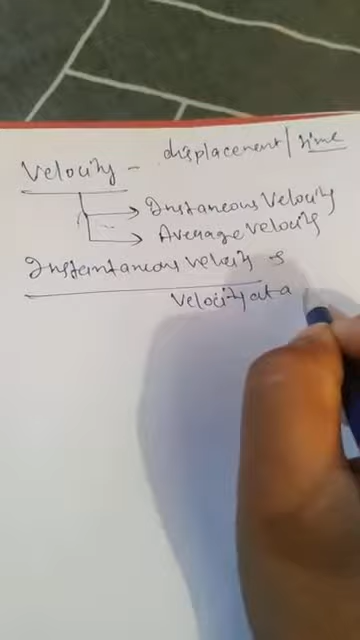 Velocity - displacement/time
Instaneous Velocity
Average Velocity
Instantaneous velocity →
Velocity at a